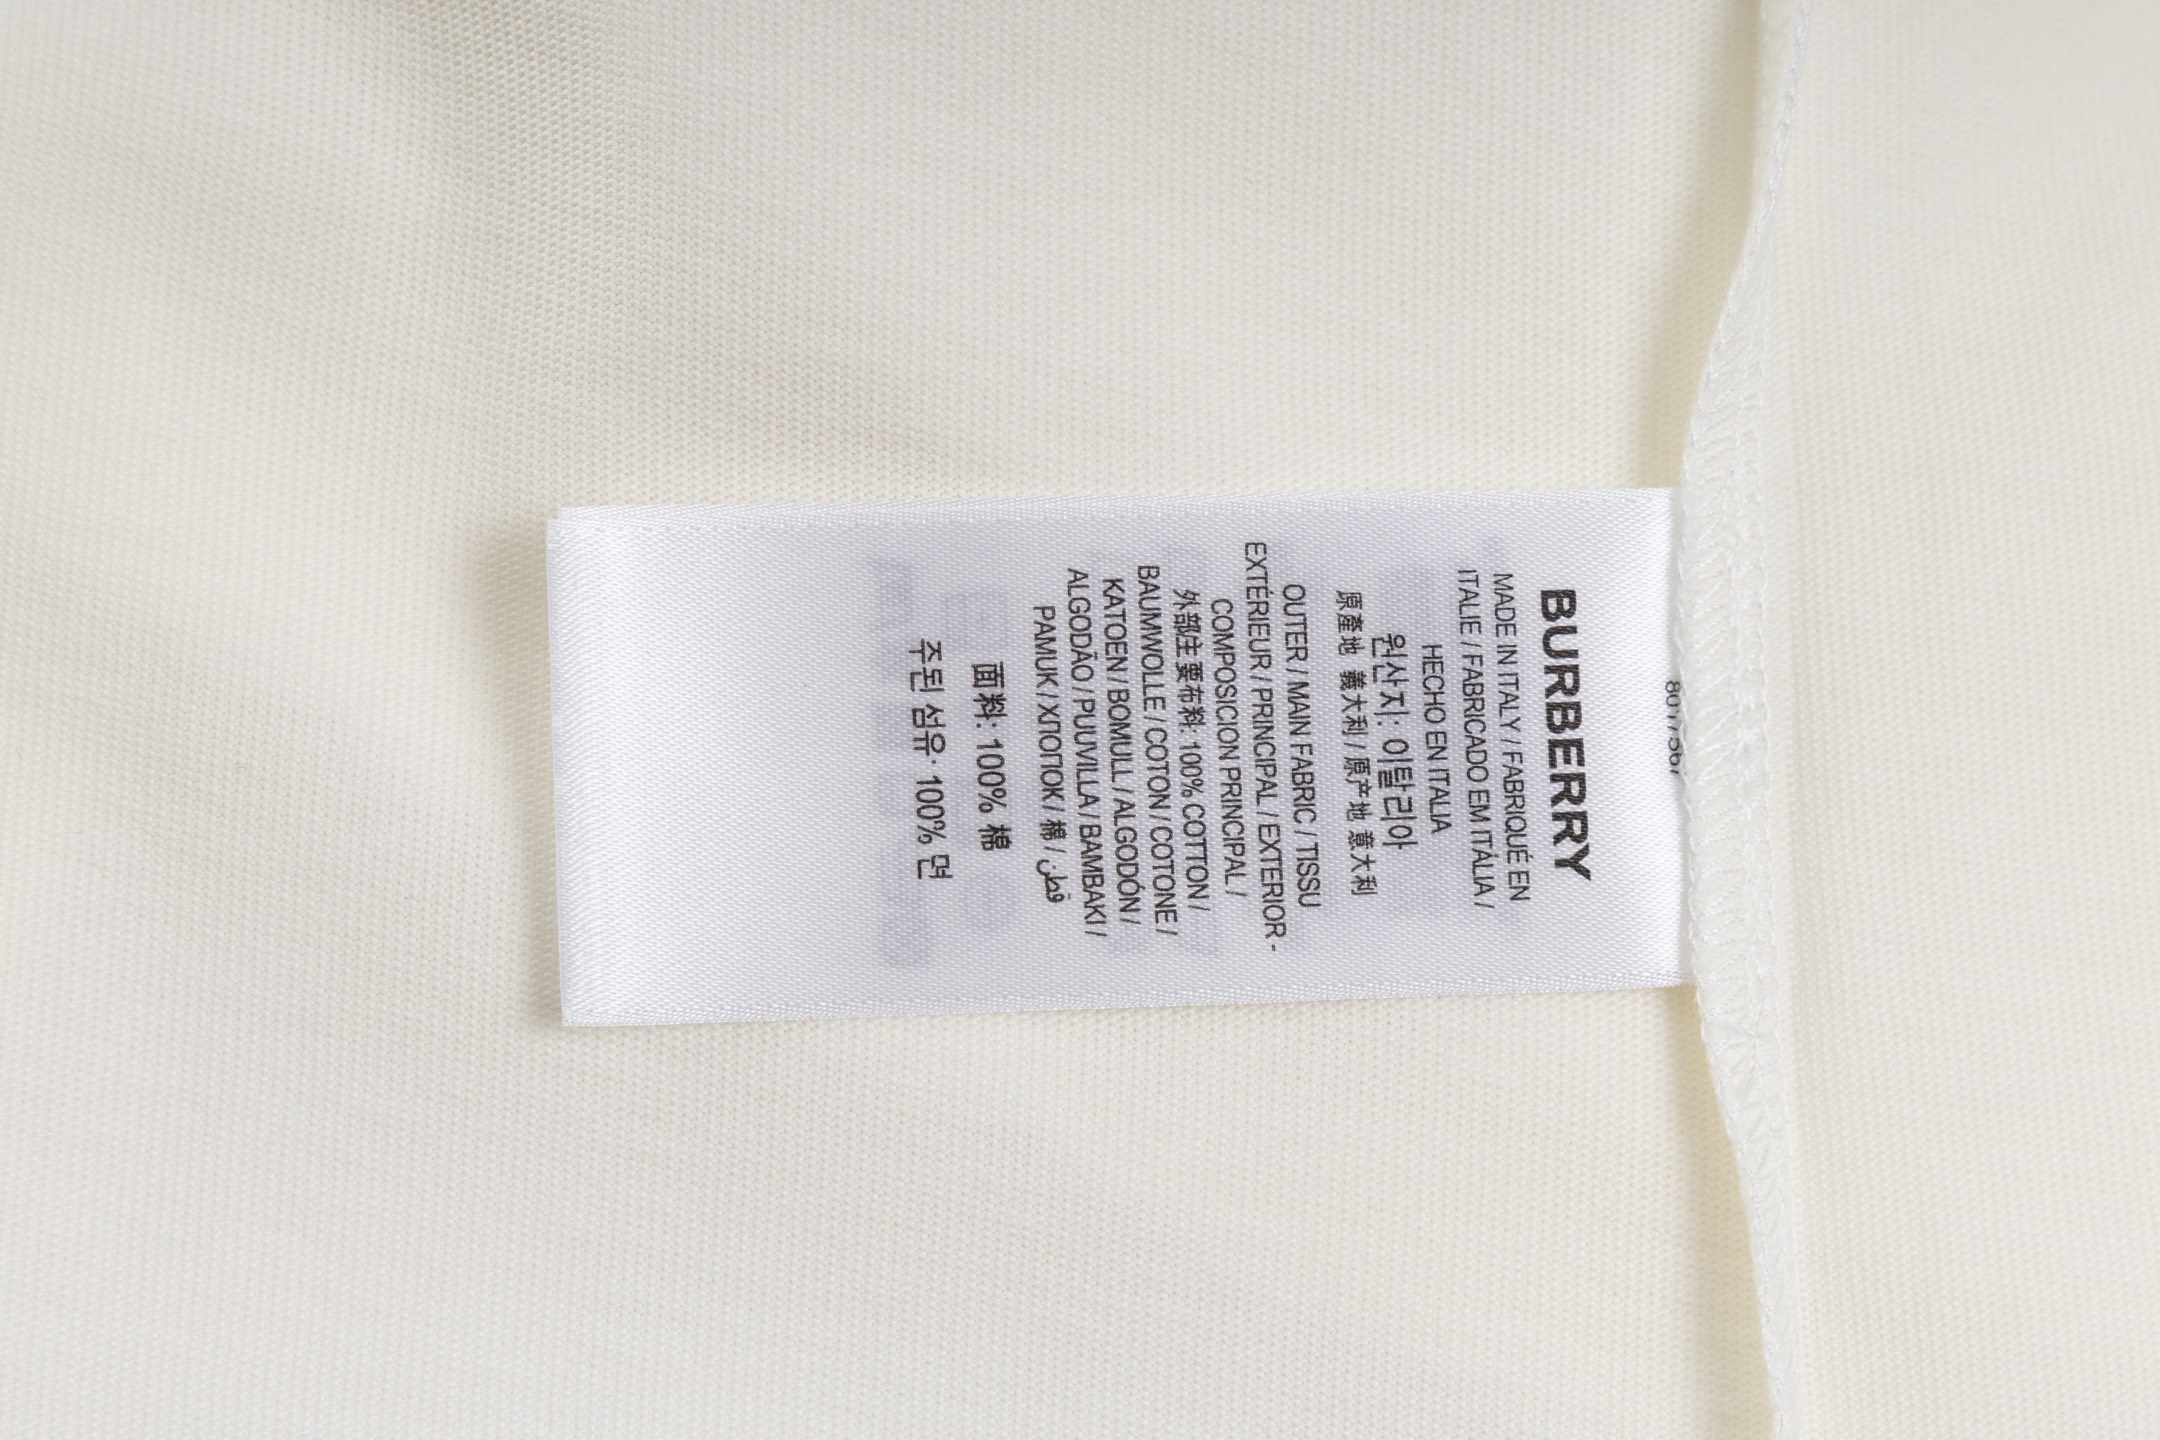 BURBERRY
MADE IN ITALY / FABRIQUÉ EN
ITALIE / FABRICADO EM ITÁLIA /
HECHO EN ITALIA
원산지: 이탈리아
原產地 義大利 / 原产地 意大利
OUTER / MAIN FABRIC / TISSU
EXTÉRIEUR / PRINCIPAL / EXTERIOR -
COMPOSICION PRINCIPAL /
外部主要布料: 100% COTTON /
BAUMWOLLE / COTON / COTONE /
KATOEN / BOMULL / ALGODÓN /
ALGODÃO / PUUVILLA / BAMBAKI /
PAMUK / ХПОПОК / 棉 / قطن
面料: 100% 棉
주된 섬유: 100% 면